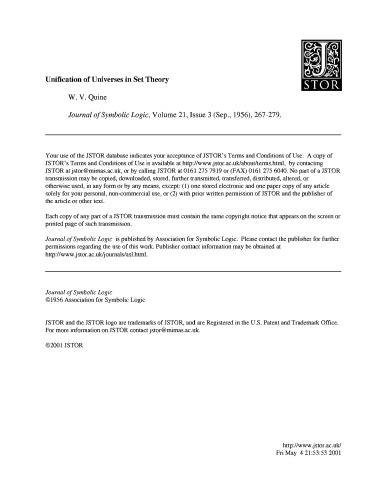 JSTOR
Unification of Universes in Set Theory
W. V. Quine
Journal of Symbolic Logic, Volume 21, Issue 3 (Sep., 1956), 267-279.
Your use of the JSTOR database indicates your acceptance of JSTOR's Terms and Conditions of Use. A copy of
JSTOR's Terms and Conditions of Use is available at http://www.jstor.ac.uk/about/terms.html, by contacting
JSTOR at jstor@mimas.ac.uk, or by calling JSTOR at 0161 275 7919 or (FAX) 0161 275 6040. No part of a JSTOR
transmission may be copied, downloaded, stored, further transmitted, transferred, distributed, altered, or
otherwise used, in any form or by any means, except: (1) one stored electronic and one paper copy of any article
solely for your personal, non-commercial use, or (2) with prior written permission of JSTOR and the publisher of
the article or other text.
Each copy of any part of a JSTOR transmission must contain the same copyright notice that appears on the screen or
printed page of such transmission.
Journal of Symbolic Logic is published by Association for Symbolic Logic. Please contact the publisher for further
permissions regarding the use of this work. Publisher contact information may be obtained at
http://www.jstor.ac.uk/journals/asl.html.
Journal of Symbolic Logic
©1956 Association for Symbolic Logic
JSTOR and the JSTOR logo are trademarks of JSTOR, and are Registered in the U.S. Patent and Trademark Office.
For more information on JSTOR contact jstor@mimas.ac.uk.
©2001 JSTOR
http://www.jstor.ac.uk/
Fri May 4 21:53:53 2001